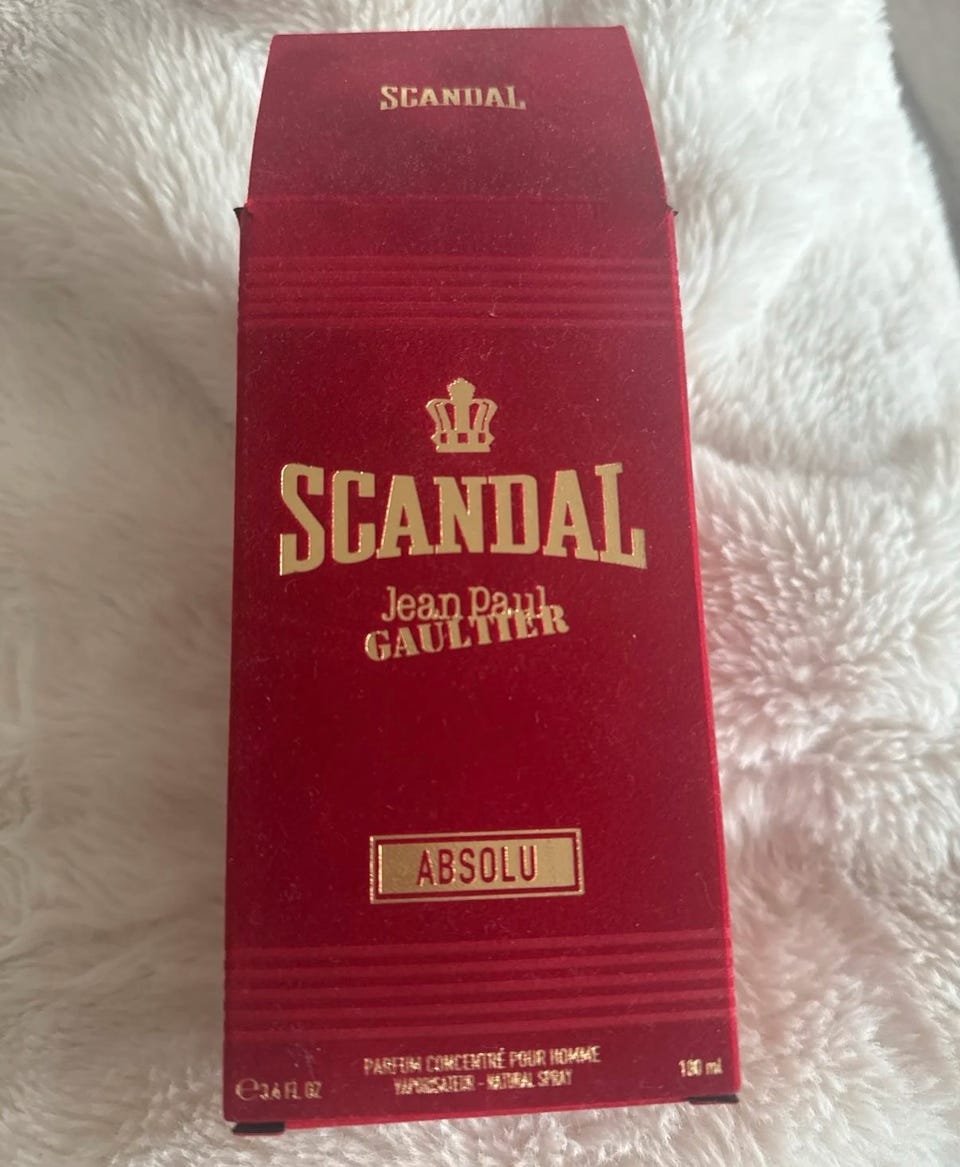 SCANDAL
SCANDAL
Jean Paul
GAULTIER
ABSOLU
PARFUM CONCENTRÉ POUR HOMME
VAPORISATEUR - NATURAL SPRAY
℮3.4 FL. OZ
100 ml